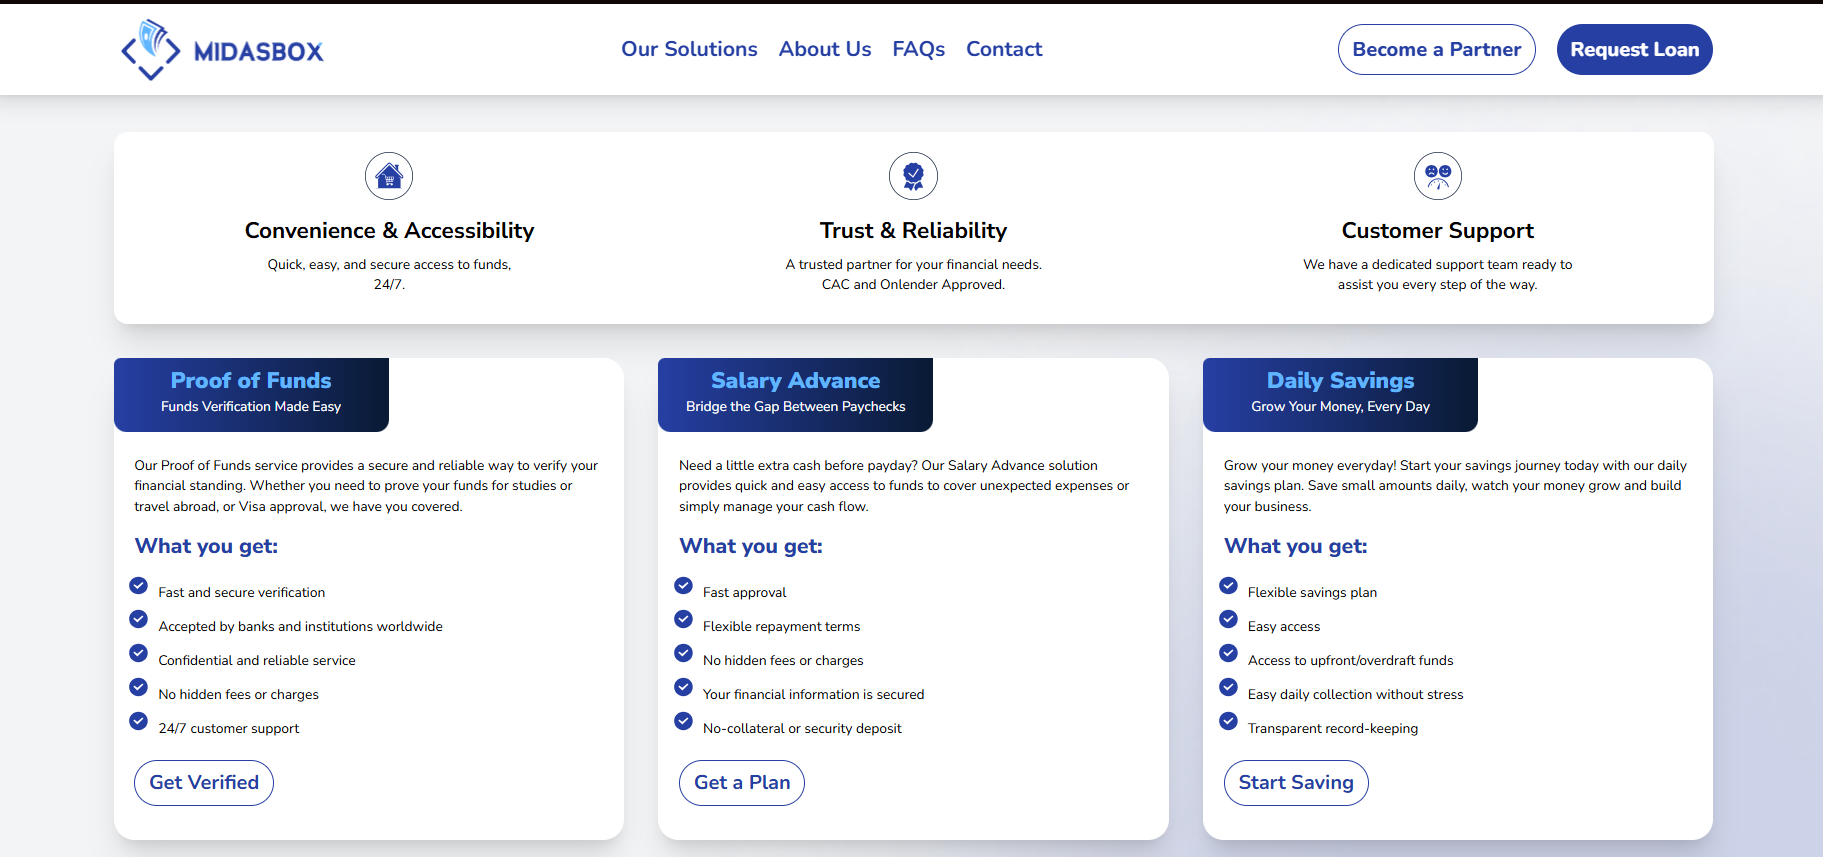 MIDASBOX
Our Solutions
About Us
FAQs
Contact
Become a Partner
Request Loan
Convenience & Accessibility
Quick, easy, and secure access to funds,
24/7.
Trust & Reliability
A trusted partner for your financial needs.
CAC and Onlender Approved.
Customer Support
We have a dedicated support team ready to
assist you every step of the way.
Proof of Funds
Funds Verification Made Easy
Our Proof of Funds service provides a secure and reliable way to verify your
financial standing. Whether you need to prove your funds for studies or
travel abroad, or Visa approval, we have you covered.
What you get:
Fast and secure verification
Accepted by banks and institutions worldwide
Confidential and reliable service
No hidden fees or charges
24/7 customer support
Get Verified
Salary Advance
Bridge the Gap Between Paychecks
Need a little extra cash before payday? Our Salary Advance solution
provides quick and easy access to funds to cover unexpected expenses or
simply manage your cash flow.
What you get:
Fast approval
Flexible repayment terms
No hidden fees or charges
Your financial information is secured
No-collateral or security deposit
Get a Plan
Daily Savings
Grow Your Money, Every Day
Grow your money everyday! Start your savings journey today with our daily
savings plan. Save small amounts daily, watch your money grow and build
your business.
What you get:
Flexible savings plan
Easy access
Access to upfront/overdraft funds
Easy daily collection without stress
Transparent record-keeping
Start Saving